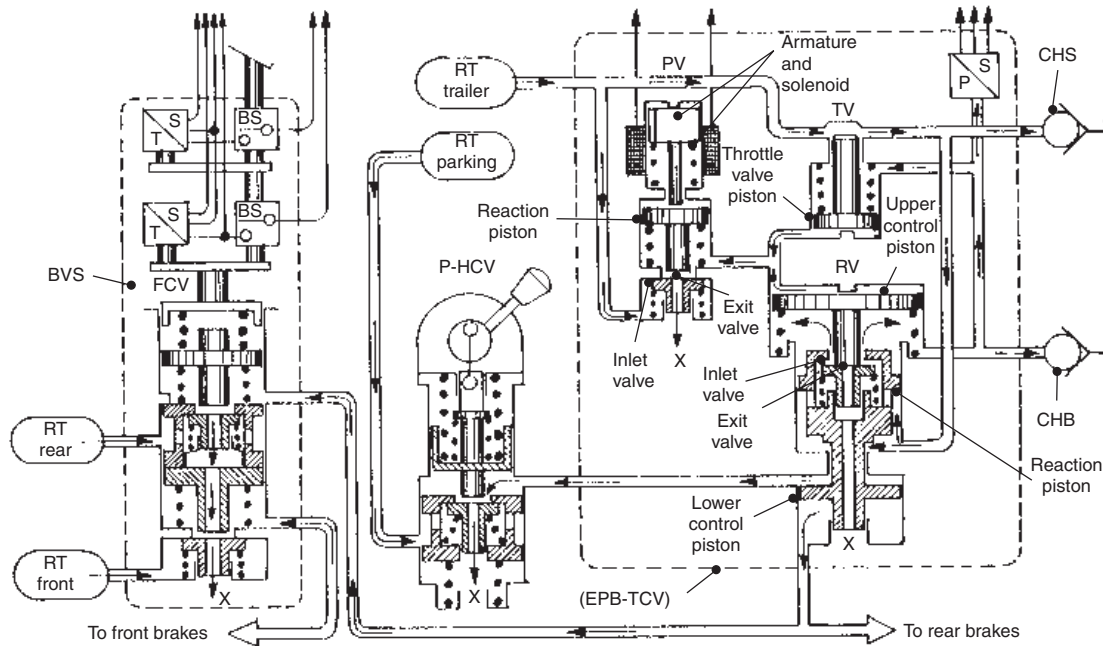 RT
trailer
PV
Armature
and
solenoid
S
P
CHS
TV
S
T
BS
RT
parking
Throttle
valve
piston
Upper
control
piston
Reaction
piston
S
T
BS
BVS
FCV
P-HCV
RV
Exit
valve
Inlet
valve
X
Inlet
valve
Exit
valve
CHB
RT
rear
Reaction
piston
Lower
control
piston
RT
front
X
X
X
(EPB-TCV)
To front brakes
To rear brakes